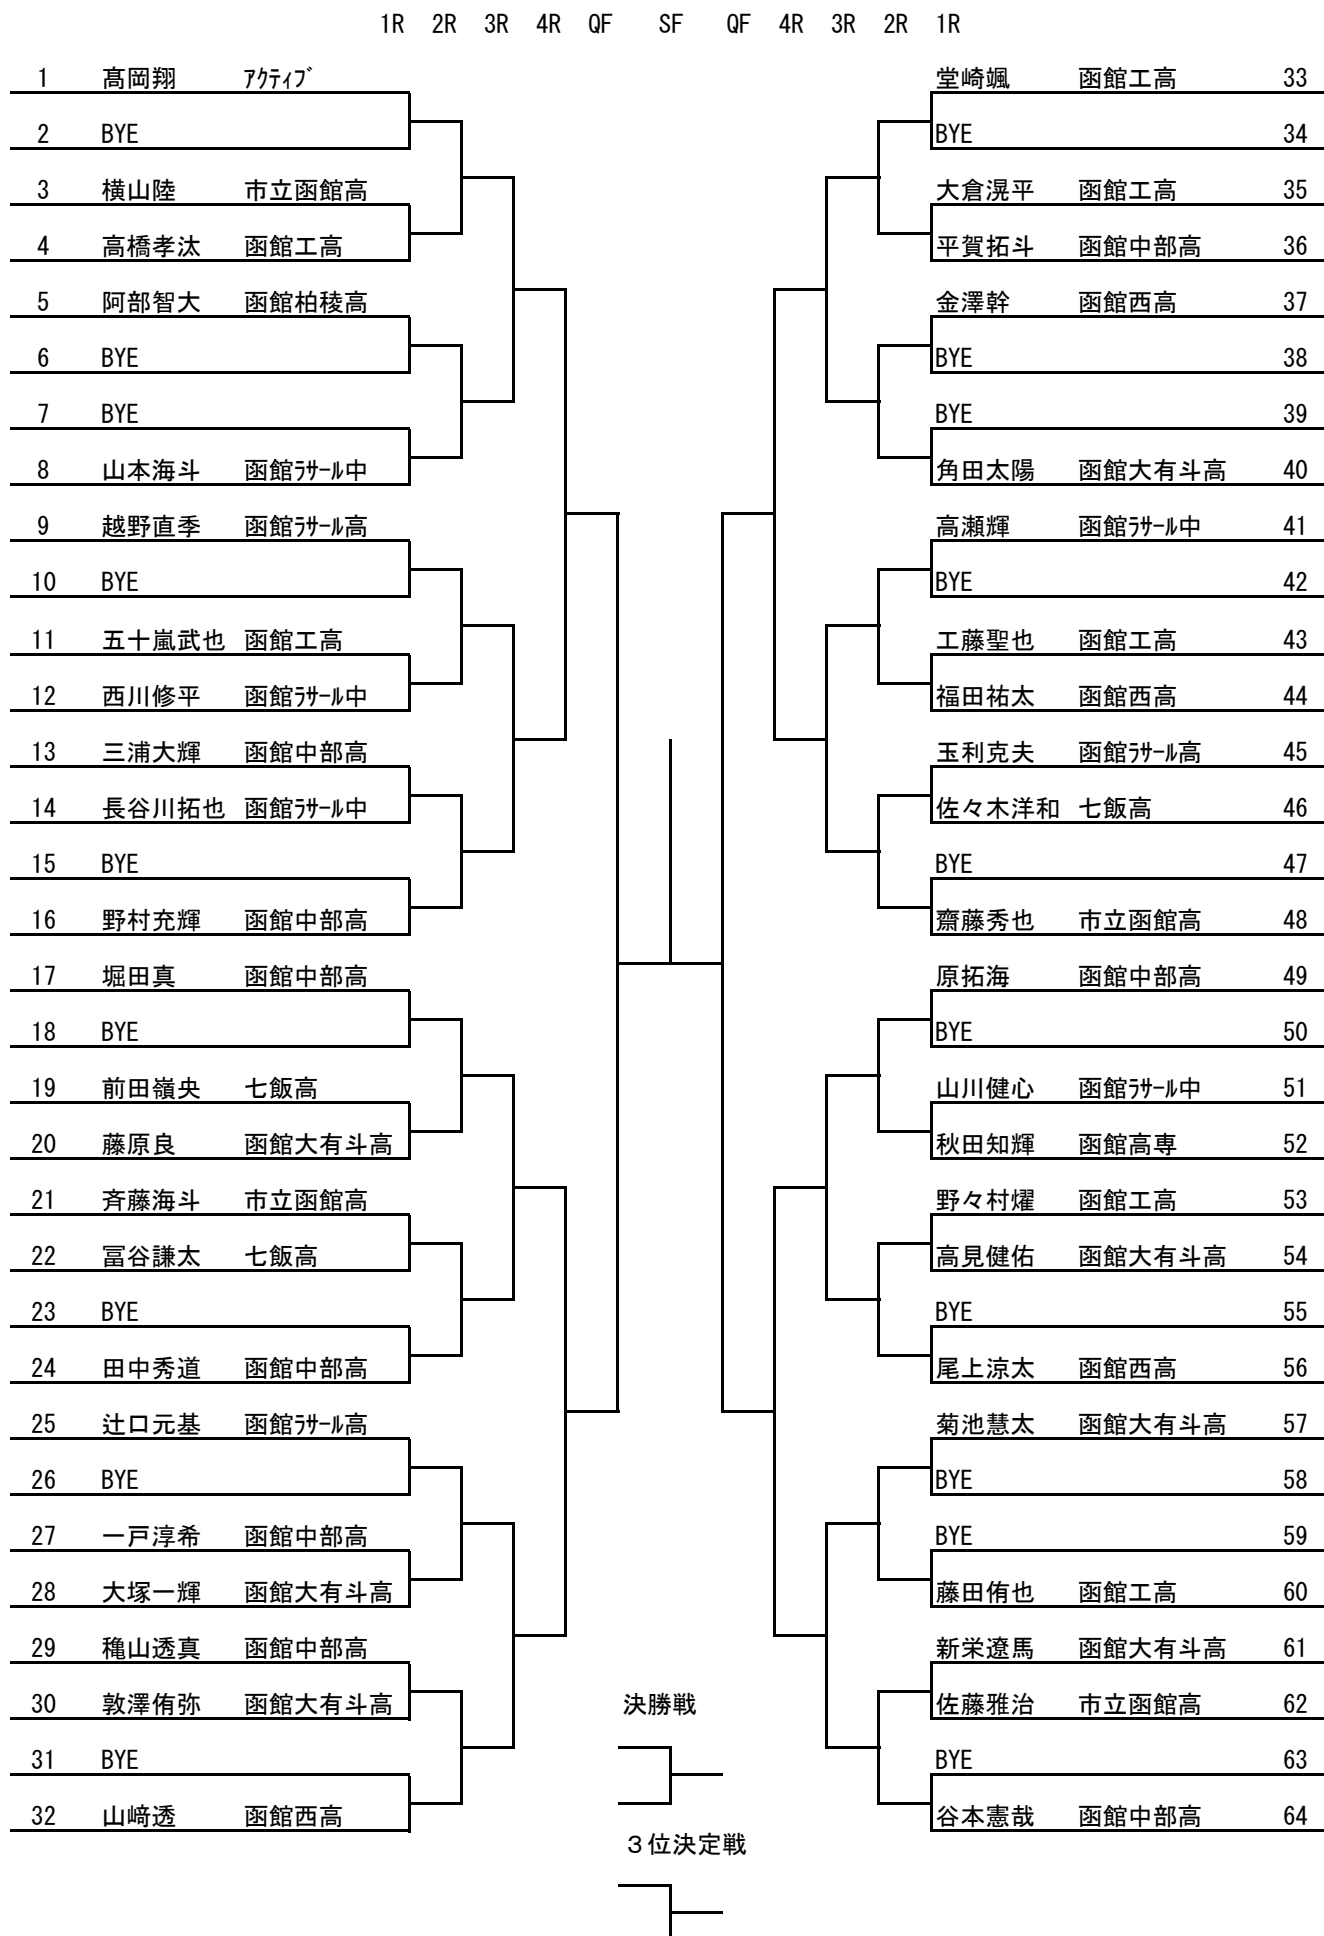 1R 2R 3R 4R QF SF QF 4R 3R 2R 1R
1 髙岡翔 ｱｸﾃｨﾌﾞ 堂崎颯 函館工高 33
2 BYE BYE 34
3 横山陸 市立函館高 大倉滉平 函館工高 35
4 高橋孝汰 函館工高 平賀拓斗 函館中部高 36
5 阿部智大 函館柏稜高 金澤幹 函館西高 37
6 BYE BYE 38
7 BYE BYE 39
8 山本海斗 函館ﾗｻｰﾙ中 角田太陽 函館大有斗高 40
9 越野直季 函館ﾗｻｰﾙ高 高瀬輝 函館ﾗｻｰﾙ中 41
10 BYE BYE 42
11 五十嵐武也 函館工高 工藤聖也 函館工高 43
12 西川修平 函館ﾗｻｰﾙ中 福田祐太 函館西高 44
13 三浦大輝 函館中部高 玉利克夫 函館ﾗｻｰﾙ高 45
14 長谷川拓也 函館ﾗｻｰﾙ中 佐々木洋和 七飯高 46
15 BYE BYE 47
16 野村充輝 函館中部高 齋藤秀也 市立函館高 48
17 堀田真 函館中部高 原拓海 函館中部高 49
18 BYE BYE 50
19 前田嶺央 七飯高 山川健心 函館ﾗｻｰﾙ中 51
20 藤原良 函館大有斗高 秋田知輝 函館高専 52
21 斉藤海斗 市立函館高 野々村燿 函館工高 53
22 冨谷謙太 七飯高 高見健佑 函館大有斗高 54
23 BYE BYE 55
24 田中秀道 函館中部高 尾上涼太 函館西高 56
25 辻口元基 函館ﾗｻｰﾙ高 菊池慧太 函館大有斗高 57
26 BYE BYE 58
27 一戸淳希 函館中部高 BYE 59
28 大塚一輝 函館大有斗高 藤田侑也 函館工高 60
29 穐山透真 函館中部高 新栄遼馬 函館大有斗高 61
30 敦澤侑弥 函館大有斗高 決勝戦 佐藤雅治 市立函館高 62
31 BYE BYE 63
32 山﨑透 函館西高 谷本憲哉 函館中部高 64
３位決定戦